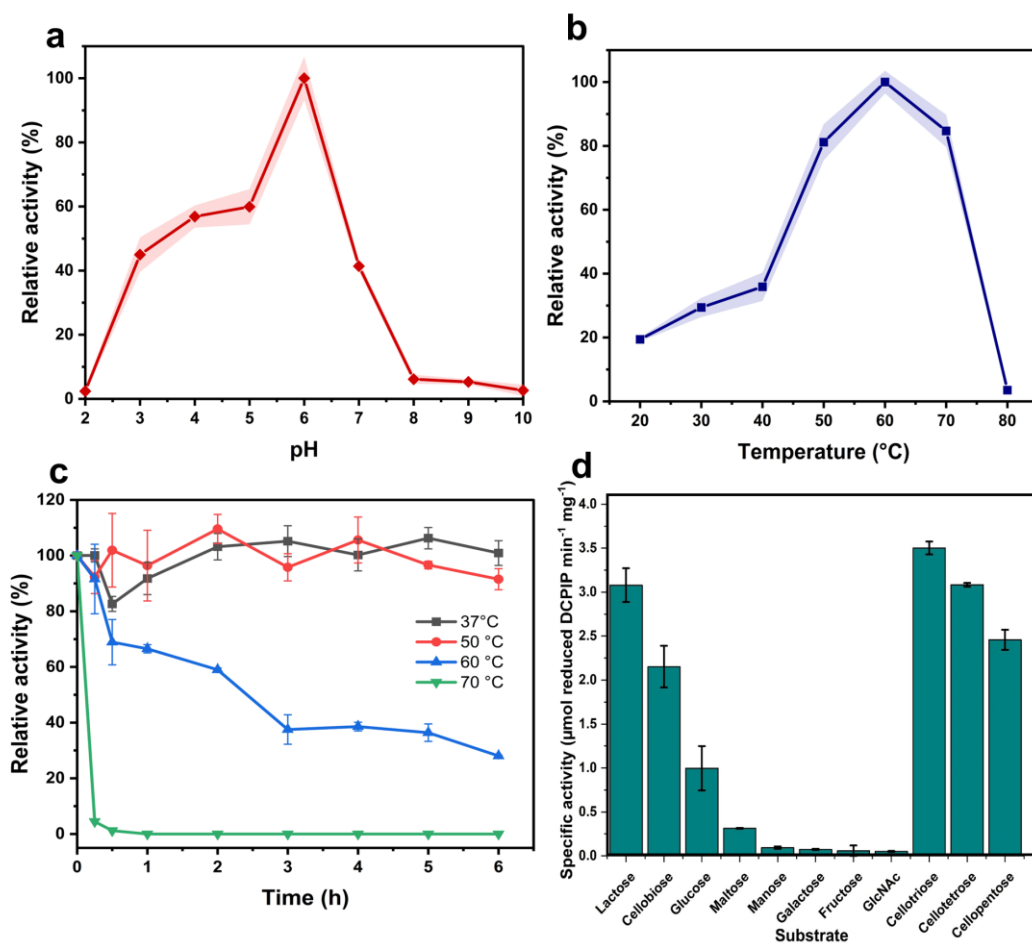 a
Relative activity (%)
100
80
60
40
20
0
2 3 4 5 6 7 8 9 10
pH
b
Relative activity (%)
100
80
60
40
20
0
20 30 40 50 60 70 80
Temperature (°C)
c
Relative activity (%)
120
100
80
60
40
20
0
37°C
50 °C
60 °C
70 °C
0 1 2 3 4 5 6
Time (h)
d
Specific activity (µmol reduced DCPIP min⁻¹ mg⁻¹)
4.0
3.5
3.0
2.5
2.0
1.5
1.0
0.5
0.0
Lactose
Cellobiose
Glucose
Maltose
Manose
Galactose
Fructose
GlcNAc
Cellotriose
Cellotetrose
Cellopentose
Substrate